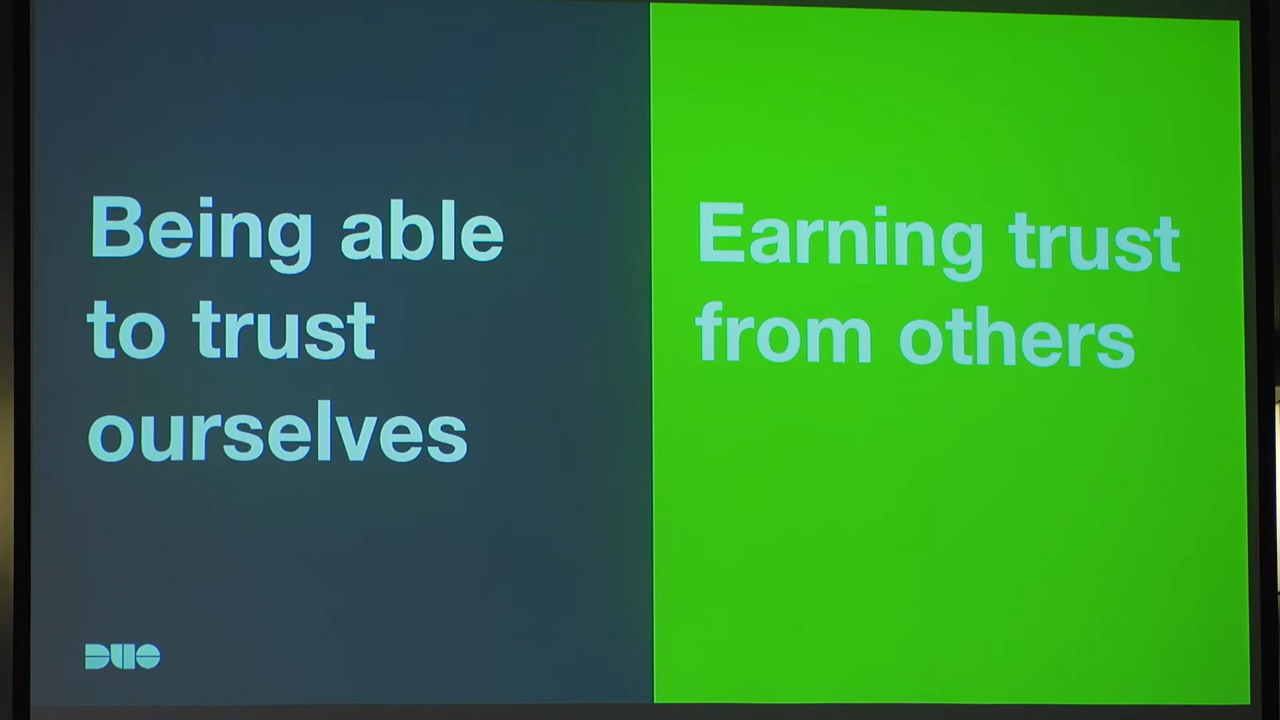 Being able
to trust
ourselves
Earning trust
from others
DUO